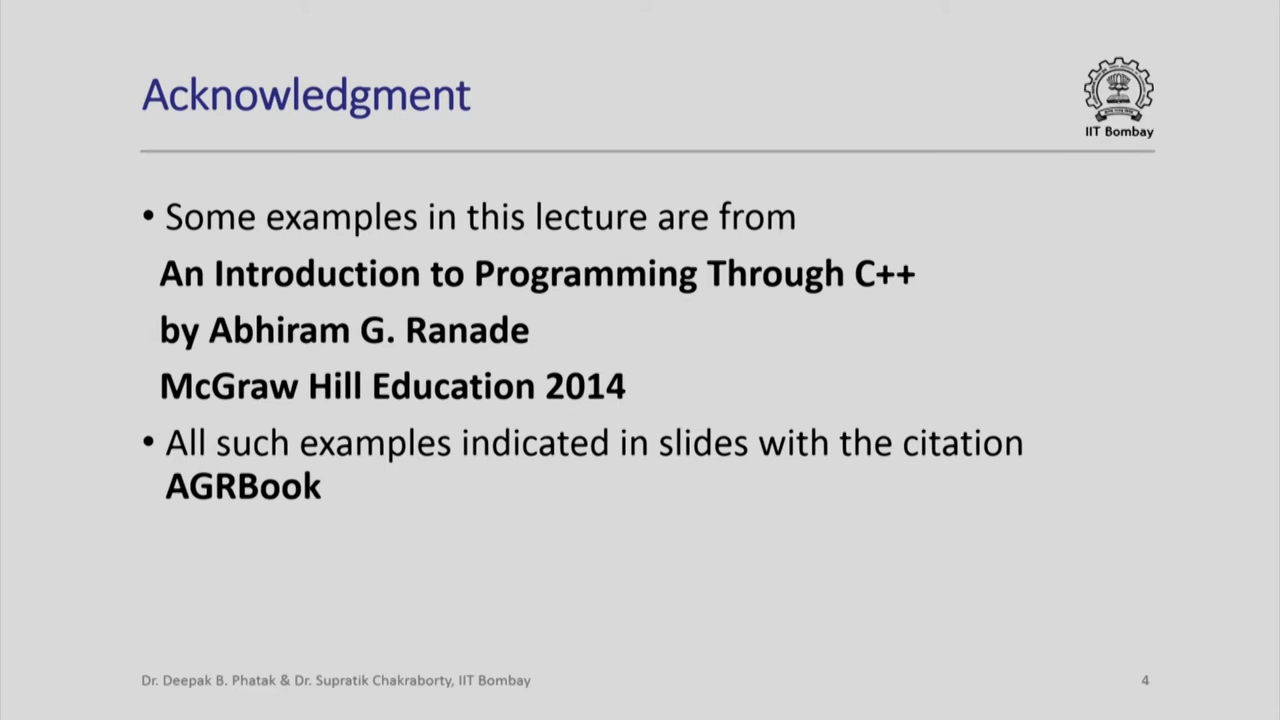 Acknowledgment
IIT Bombay
• Some examples in this lecture are from
An Introduction to Programming Through C++
by Abhiram G. Ranade
McGraw Hill Education 2014
• All such examples indicated in slides with the citation
AGRBook
Dr. Deepak B. Phatak & Dr. Supratik Chakraborty, IIT Bombay
4